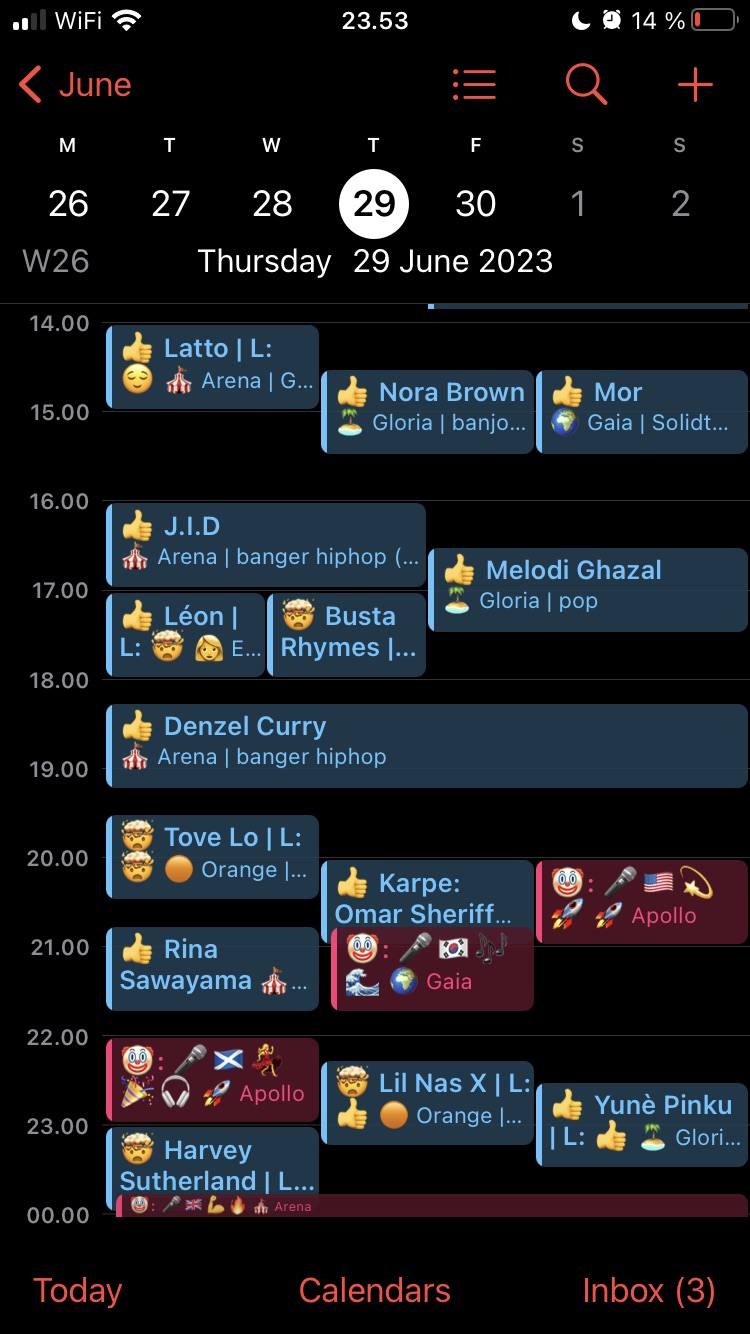 WiFi 23.53 14 %
June
M T W T F S S
26 27 28 29 30 1 2
W26 Thursday 29 June 2023
14.00
👍 Latto | L:
😌 🎪 Arena | G...
👍 Nora Brown
🏝️ Gloria | banjo...
👍 Mor
🌍 Gaia | Solidt...
15.00
16.00
👍 J.I.D
🎪 Arena | banger hiphop (...
👍 Melodi Ghazal
🏝️ Gloria | pop
17.00
👍 Léon |
L: 🤯 👩 E...
🤯 Busta
Rhymes |...
18.00
👍 Denzel Curry
🎪 Arena | banger hiphop
19.00
🤯 Tove Lo | L:
🤯 🟠 Orange |...
20.00
👍 Karpe:
Omar Sheriff...
🤡: 🎤 🇺🇸 💫
🚀 🚀 Apollo
21.00
👍 Rina
Sawayama 🎪...
🤡: 🎤 🇰🇷 🎶
🌊 🌍 Gaia
22.00
🤡: 🎤 🏴󠁧󠁢󠁳󠁣󠁴󠁿 💃
🎉 🎧 🚀 Apollo
🤯 Lil Nas X | L:
👍 🟠 Orange |...
👍 Yunè Pinku
| L: 👍 🏝️ Glori...
23.00
🤯 Harvey
Sutherland | L...
🤡: 🎤 🇬🇧 💪 🔥 🎪 Arena
00.00
Today Calendars Inbox (3)